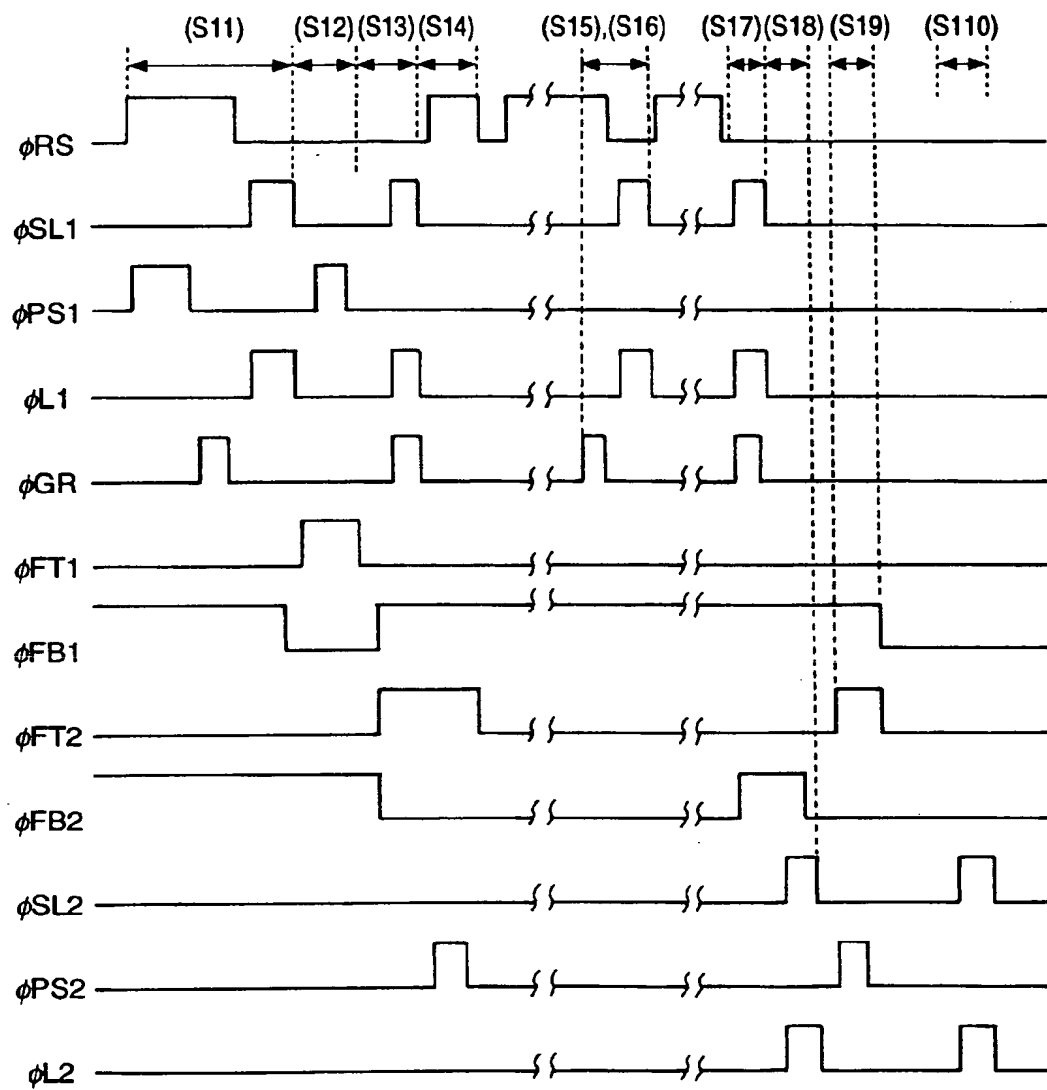 (S11) (S12) (S13) (S14) (S15),(S16) (S17) (S18) (S19) (S110)
ϕRS
ϕSL1
ϕPS1
ϕL1
ϕGR
ϕFT1
ϕFB1
ϕFT2
ϕFB2
ϕSL2
ϕPS2
ϕL2